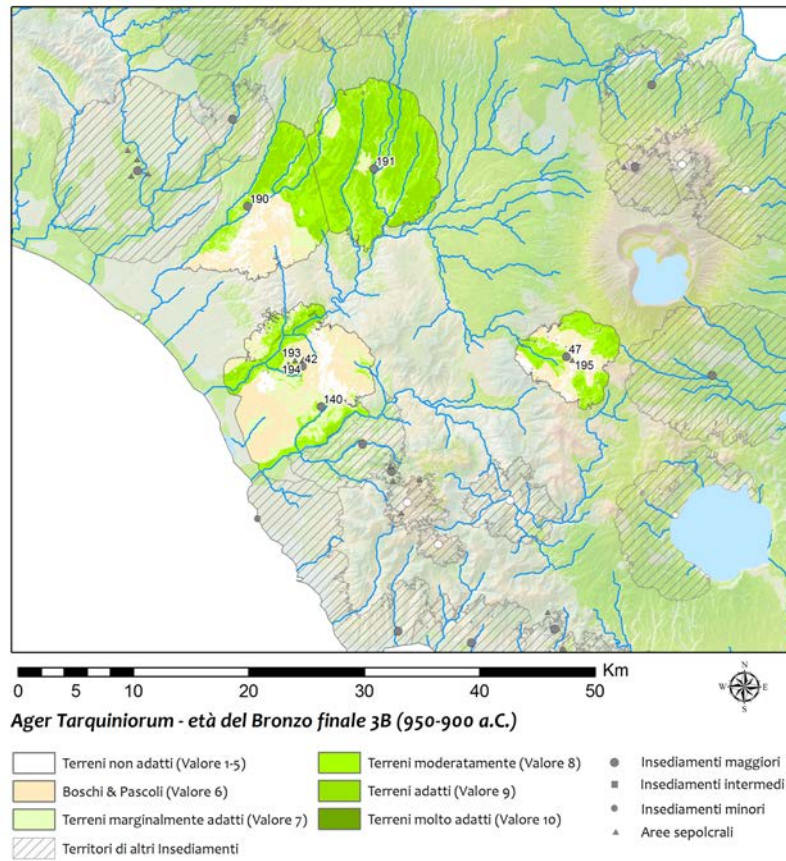 191
190
193
42
194
140
47
195
Km
0 5 10 20 30 40 50
N
W E
S
Ager Tarquiniorum - età del Bronzo finale 3B (950-900 a.C.)
Terreni non adatti (Valore 1-5)
Boschi & Pascoli (Valore 6)
Terreni marginalmente adatti (Valore 7)
Territori di altri Insediamenti
Terreni moderatamente (Valore 8)
Terreni adatti (Valore 9)
Terreni molto adatti (Valore 10)
Insediamenti maggiori
Insediamenti intermedi
Insediamenti minori
Aree sepolcrali